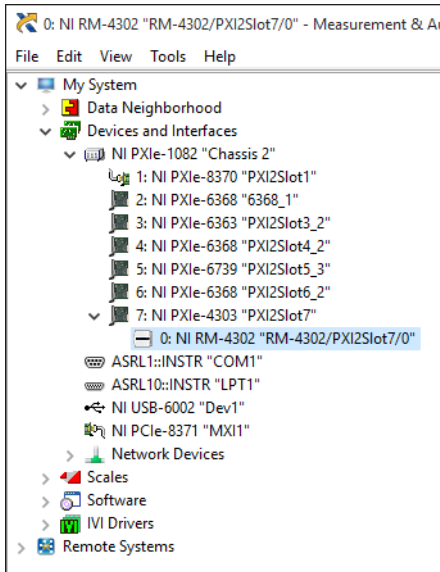 0: NI RM-4302 "RM-4302/PXI2Slot7/0" - Measurement & Au
File Edit View Tools Help
My System
Data Neighborhood
Devices and Interfaces
NI PXIe-1082 "Chassis 2"
1: NI PXIe-8370 "PXI2Slot1"
2: NI PXIe-6368 "6368_1"
3: NI PXIe-6363 "PXI2Slot3_2"
4: NI PXIe-6368 "PXI2Slot4_2"
5: NI PXIe-6739 "PXI2Slot5_3"
6: NI PXIe-6368 "PXI2Slot6_2"
7: NI PXIe-4303 "PXI2Slot7"
0: NI RM-4302 "RM-4302/PXI2Slot7/0"
ASRL1::INSTR "COM1"
ASRL10::INSTR "LPT1"
NI USB-6002 "Dev1"
NI PCIe-8371 "MXI1"
Network Devices
Scales
Software
IVI Drivers
Remote Systems